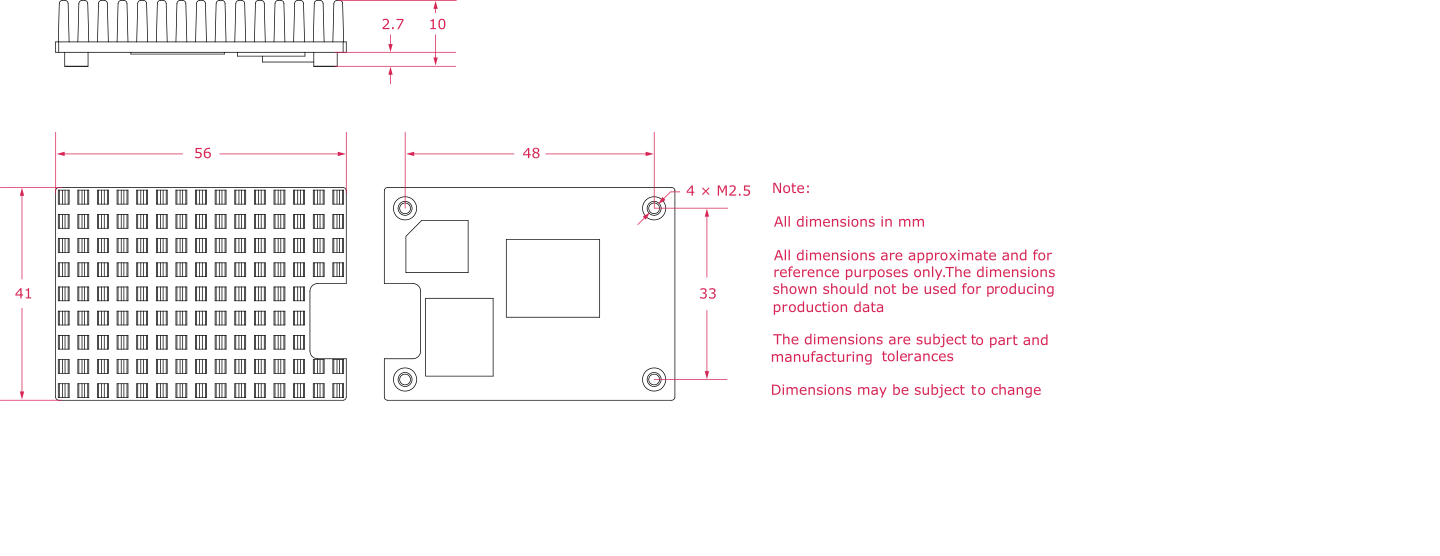 2.7 10
56
48
4 × M2.5
41
33
Note:
All dimensions in mm
All dimensions are approximate and for
reference purposes only.The dimensions
shown should not be used for producing
production data
The dimensions are subject to part and
manufacturing tolerances
Dimensions may be subject to change